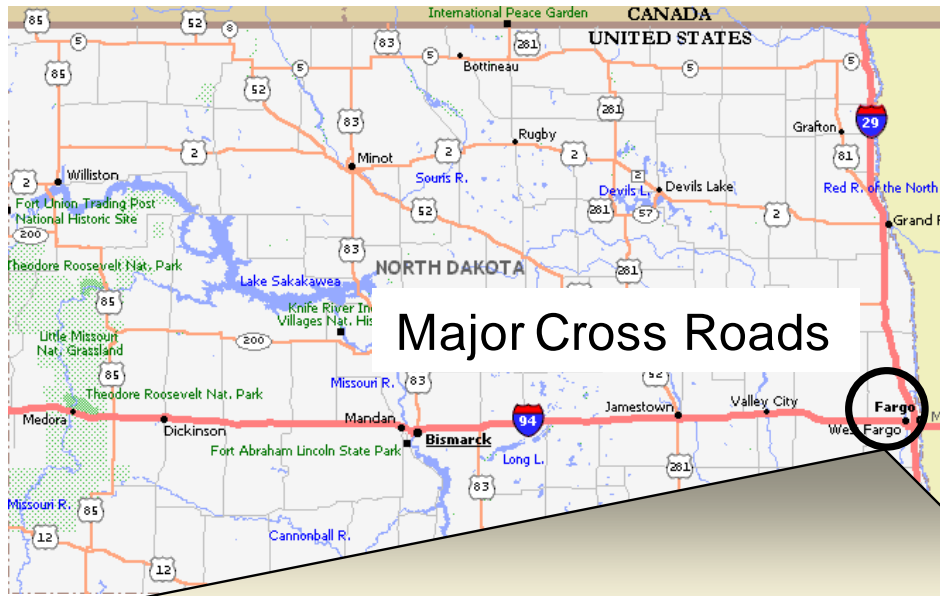 International Peace Garden
CANADA
UNITED STATES
85
52
5
8
83
281
5
Bottineau
5
5
85
52
5
83
281
29
Grafton
81
Rugby
2
Minot
2
2
Williston
2
Souris R.
2
Devils L.
Devils Lake
Red R. of the North
Fort Union Trading Post
National Historic Site
52
281
57
2
200
83
Theodore Roosevelt Nat. Park
NORTH DAKOTA
281
Lake Sakakawea
85
Knife River
Villages Nat.
Major Cross Roads
Little Missouri
Nat. Grassland
200
85
Missouri R.
83
52
Theodore Roosevelt Nat. Park
Medora
Dickinson
Mandan
Bismarck
94
Jamestown
Valley City
Fargo
West Fargo
Fort Abraham Lincoln State Park
Long L.
281
83
Missouri R.
85
Cannonball R.
12
12